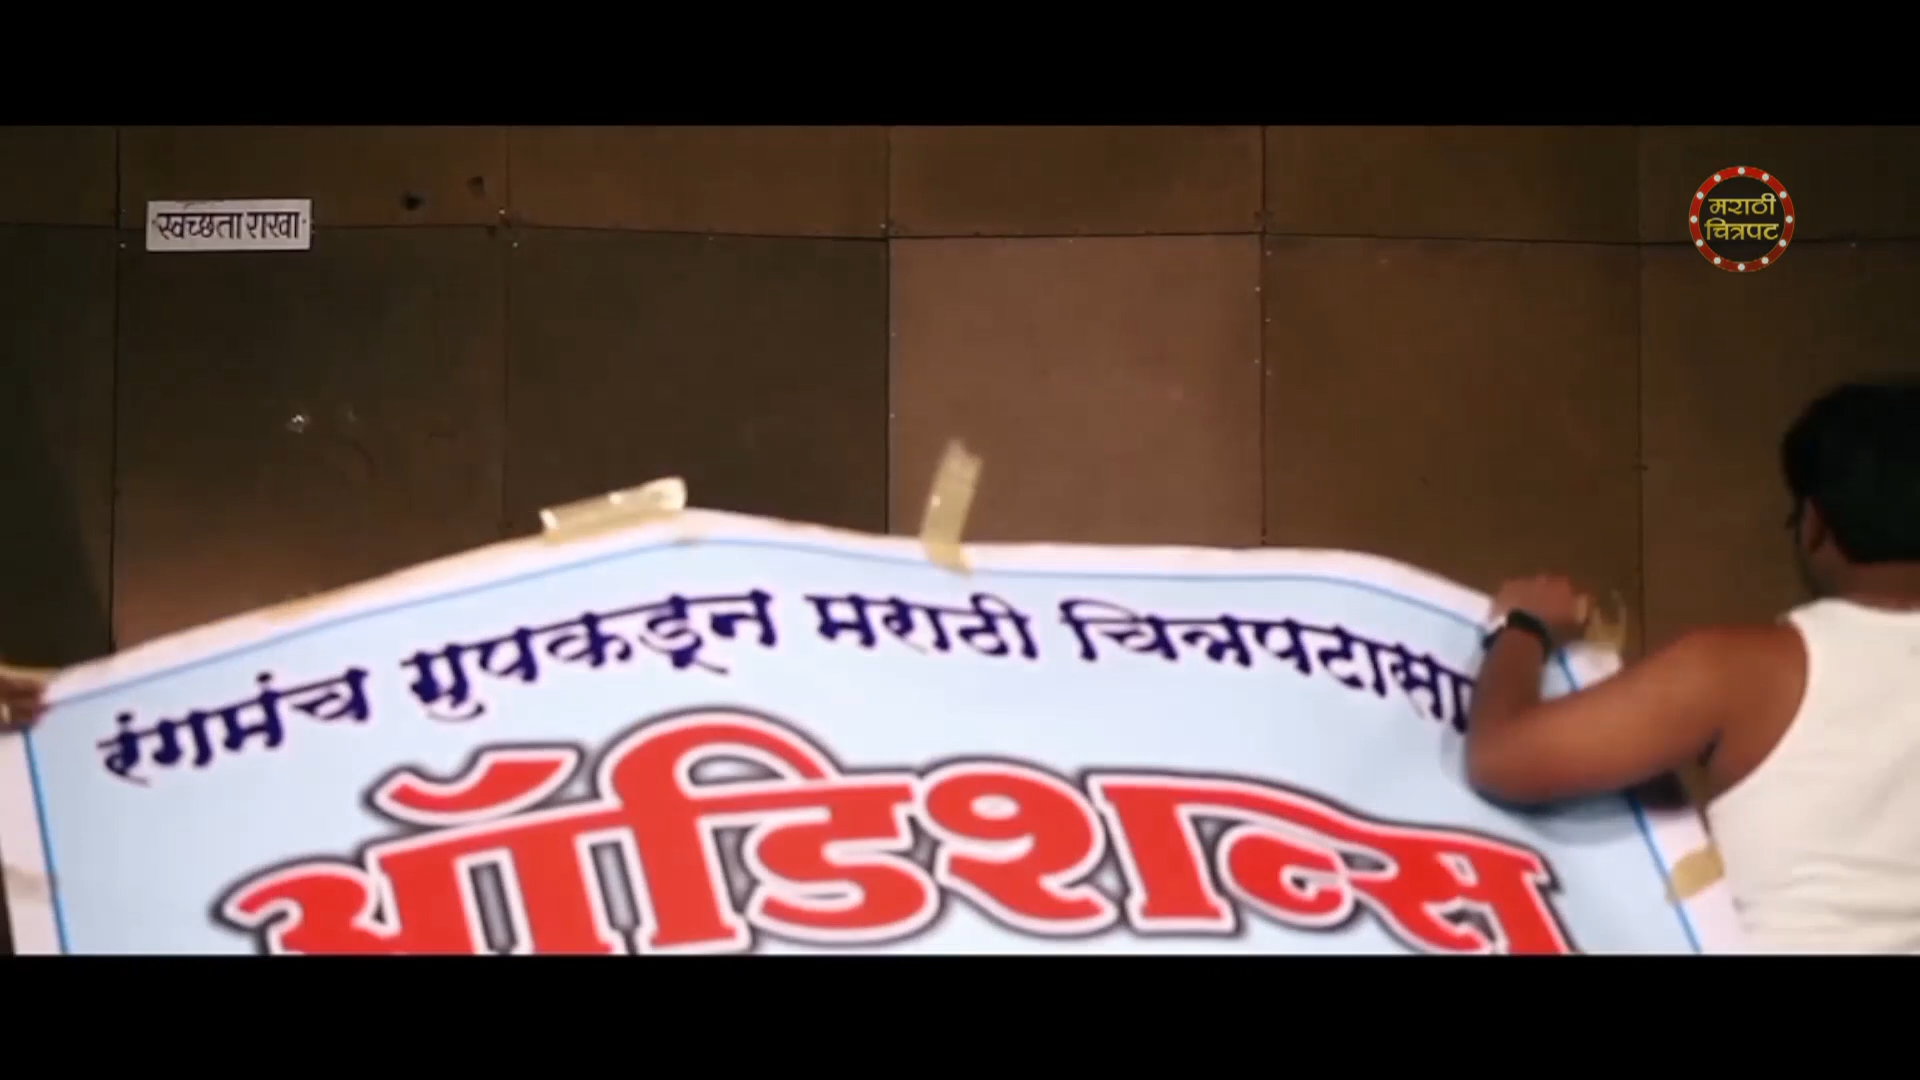 स्वच्छता राखा
मराठी
चित्रपट
रंगमंच ग्रुपकडून मराठी चित्रपटासा
ऑडिशन्स